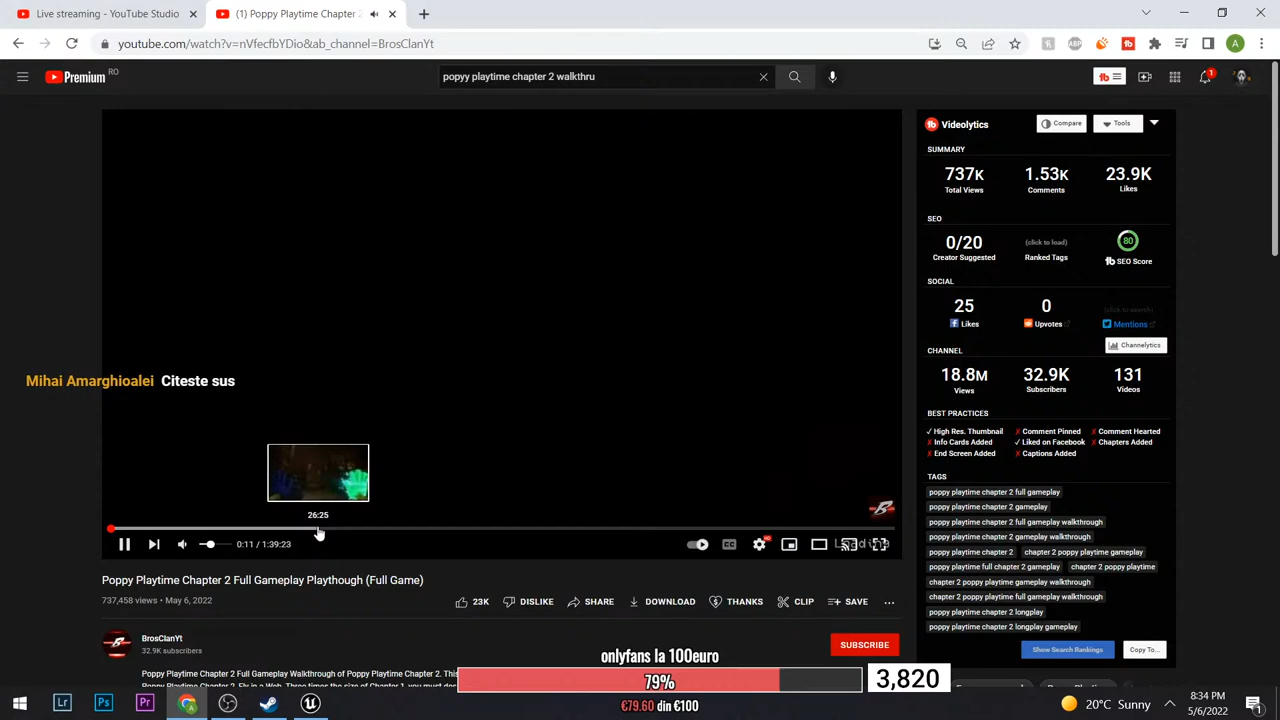 Live streaming - YouTube Studio
(1) Poppy Playtime Chapter 2
youtube.com/watch?v=nVfecfbYDio&ab_channel=BrosClanYt
Premium RO
popyy playtime chapter 2 walkthru
1
Videolytics
Compare
Tools
SUMMARY
737K 1.53K 23.9K
Total Views Comments Likes
SEO
0/20 (click to load) 80
Creator Suggested Ranked Tags SEO Score
SOCIAL
25 0 (click to search)
Likes Upvotes Mentions
CHANNEL
Channelytics
18.8M 32.9K 131
Views Subscribers Videos
BEST PRACTICES
✓ High Res. Thumbnail ✗ Comment Pinned ✗ Comment Hearted
✗ Info Cards Added ✓ Liked on Facebook ✗ Chapters Added
✗ End Screen Added ✗ Captions Added
TAGS
poppy playtime chapter 2 full gameplay
poppy playtime chapter 2 gameplay
poppy playtime chapter 2 full gameplay walkthrough
poppy playtime chapter 2 gameplay walkthrough
poppy playtime chapter 2 chapter 2 poppy playtime gameplay
poppy playtime full chapter 2 gameplay chapter 2 poppy playtime
chapter 2 poppy playtime gameplay walkthrough
chapter 2 poppy playtime full gameplay walkthrough
poppy playtime chapter 2 longplay
poppy playtime chapter 2 longplay gameplay
Show Search Rankings Copy To...
Mihai Amarghioalei Citeste sus
26:25
0:11 / 1:39:23
Poppy Playtime Chapter 2 Full Gameplay Playthough (Full Game)
737,458 views • May 6, 2022
23K DISLIKE SHARE DOWNLOAD THANKS CLIP SAVE ...
BrosClanYt
32.9K subscribers
SUBSCRIBE
Poppy Playtime Chapter 2 Full Gameplay Walkthrough of Poppy Playtime Chapter 2. This
onlyfans la 100euro
79%
€79.60 din €100
3,820
20°C Sunny
8:34 PM
5/6/2022